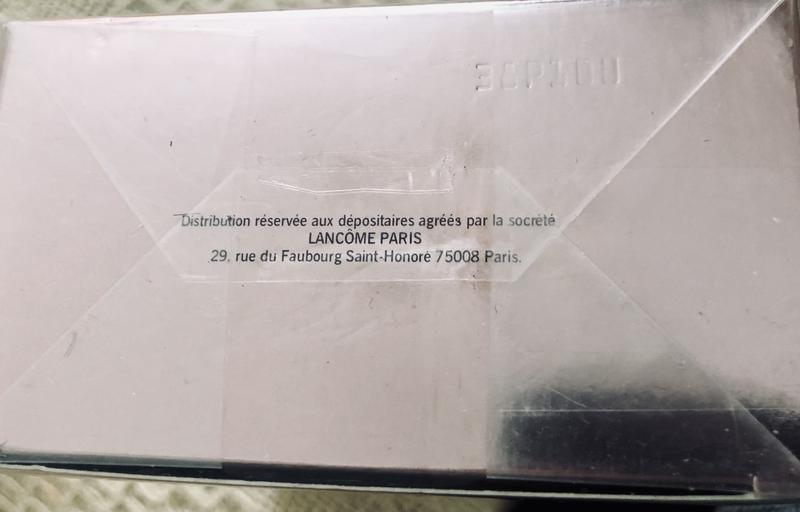 Distribution réservée aux dépositaires agréés par la société
LANCÔME PARIS
29, rue du Faubourg Saint-Honoré 75008 Paris.